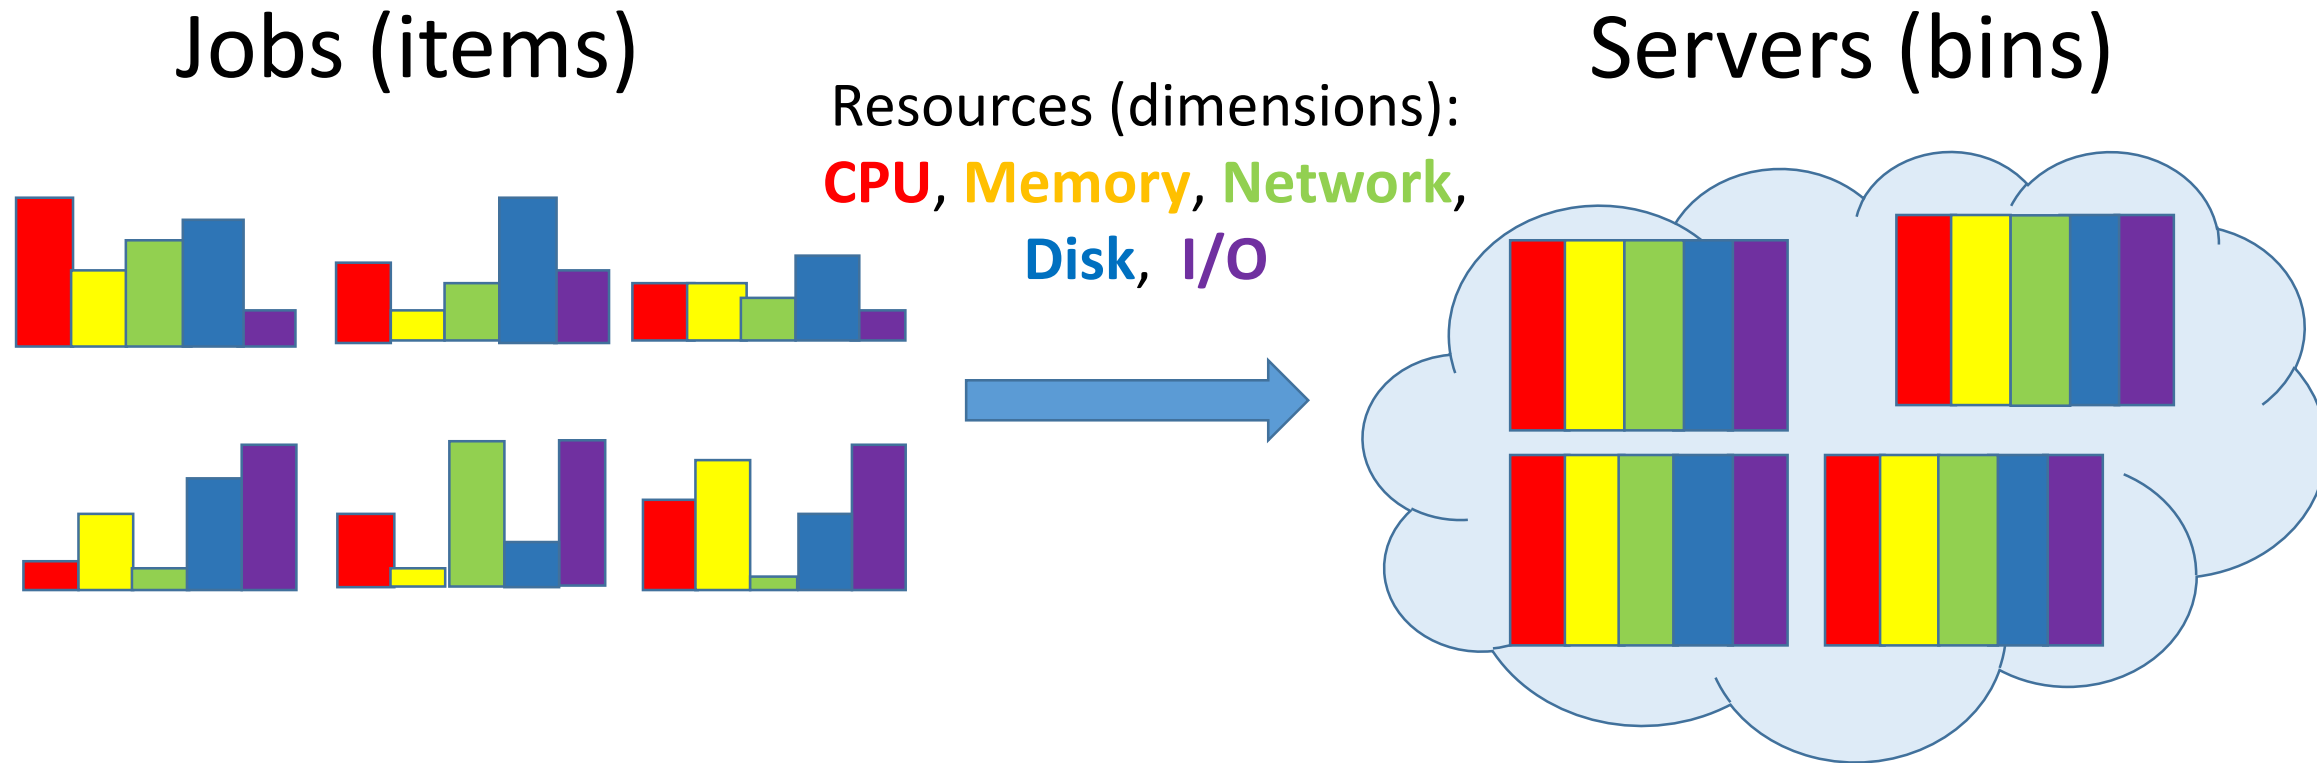 Jobs (items)
Servers (bins)
Resources (dimensions):
CPU, Memory, Network,
Disk, I/O